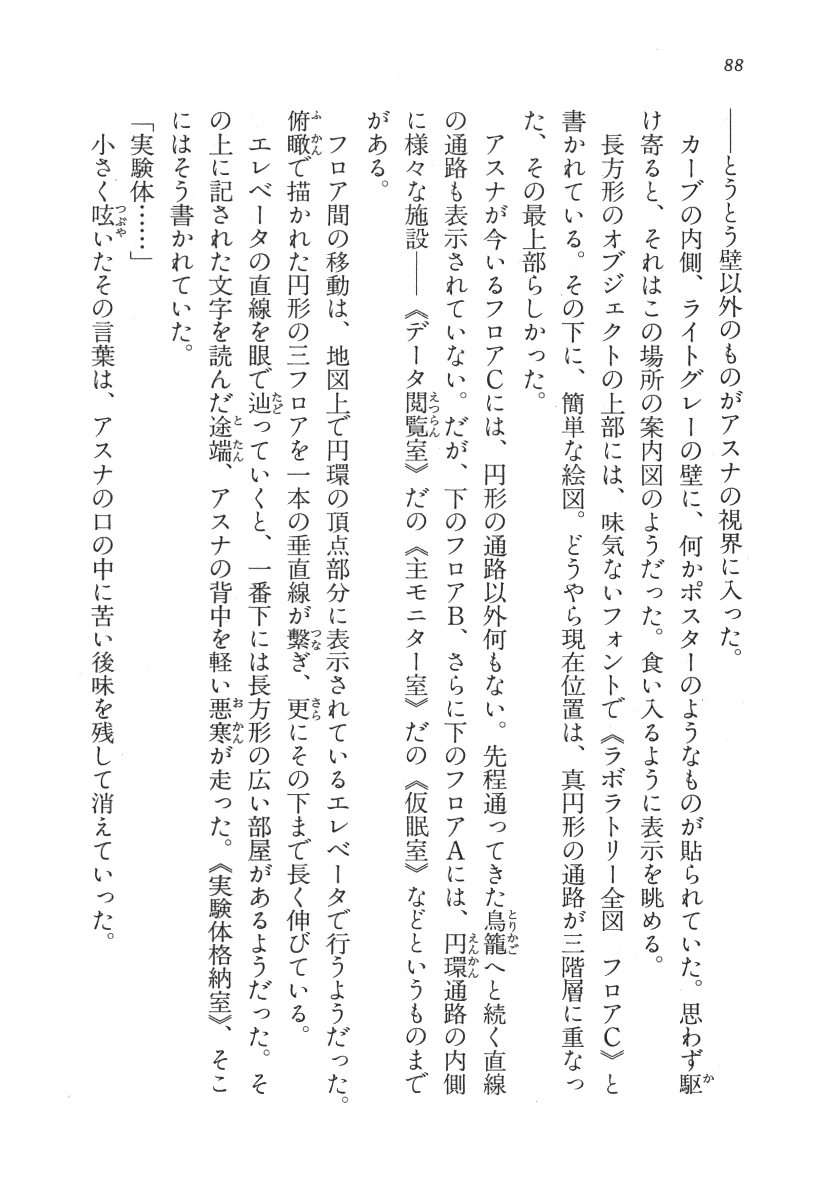 88
――とうとう壁以外のものがアスナの視界に入った。
　カーブの内側、ライトグレーの壁に、何かポスターのようなものが貼られていた。思わず駆
け寄ると、それはこの場所の案内図のようだった。食い入るように表示を眺める。
　長方形のオブジェクトの上部には、味気ないフォントで《ラボラトリー全図　フロアC》と
書かれている。その下に、簡単な絵図。どうやら現在位置は、真円形の通路が三階層に重なっ
た、その最上部らしかった。
　アスナが今いるフロアCには、円形の通路以外何もない。先程通ってきた鳥籠へと続く直線
の通路も表示されていない。だが、下のフロアB、さらに下のフロアAには、円環通路の内側
に様々な施設――《データ閲覧室》だの《主モニター室》だの《仮眠室》などというものまで
がある。
　フロア間の移動は、地図上で円環の頂点部分に表示されているエレベータで行うようだった。
俯瞰で描かれた円形の三フロアを一本の垂直線が繋ぎ、更にその下まで長く伸びている。
　エレベータの直線を眼で辿っていくと、一番下には長方形の広い部屋があるようだった。そ
の上に記された文字を読んだ途端、アスナの背中を軽い悪寒が走った。《実験体格納室》、そこ
にはそう書かれていた。
「実験体……」
　小さく呟いたその言葉は、アスナの口の中に苦い後味を残して消えていった。